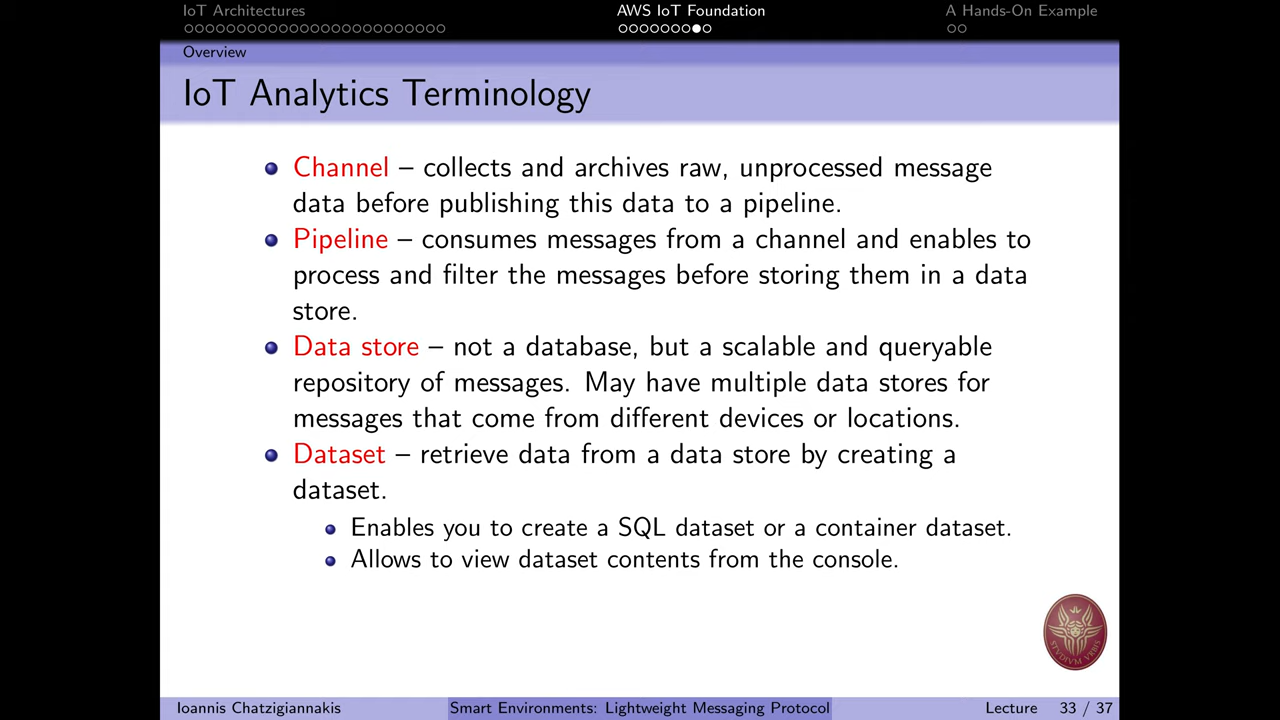 IoT Architectures
AWS IoT Foundation
A Hands-On Example
Overview
IoT Analytics Terminology
Channel – collects and archives raw, unprocessed message
data before publishing this data to a pipeline.
Pipeline – consumes messages from a channel and enables to
process and filter the messages before storing them in a data
store.
Data store – not a database, but a scalable and queryable
repository of messages. May have multiple data stores for
messages that come from different devices or locations.
Dataset – retrieve data from a data store by creating a
dataset.
Enables you to create a SQL dataset or a container dataset.
Allows to view dataset contents from the console.
STVDIVM VRBIS
Ioannis Chatzigiannakis
Smart Environments: Lightweight Messaging Protocol
Lecture 33 / 37